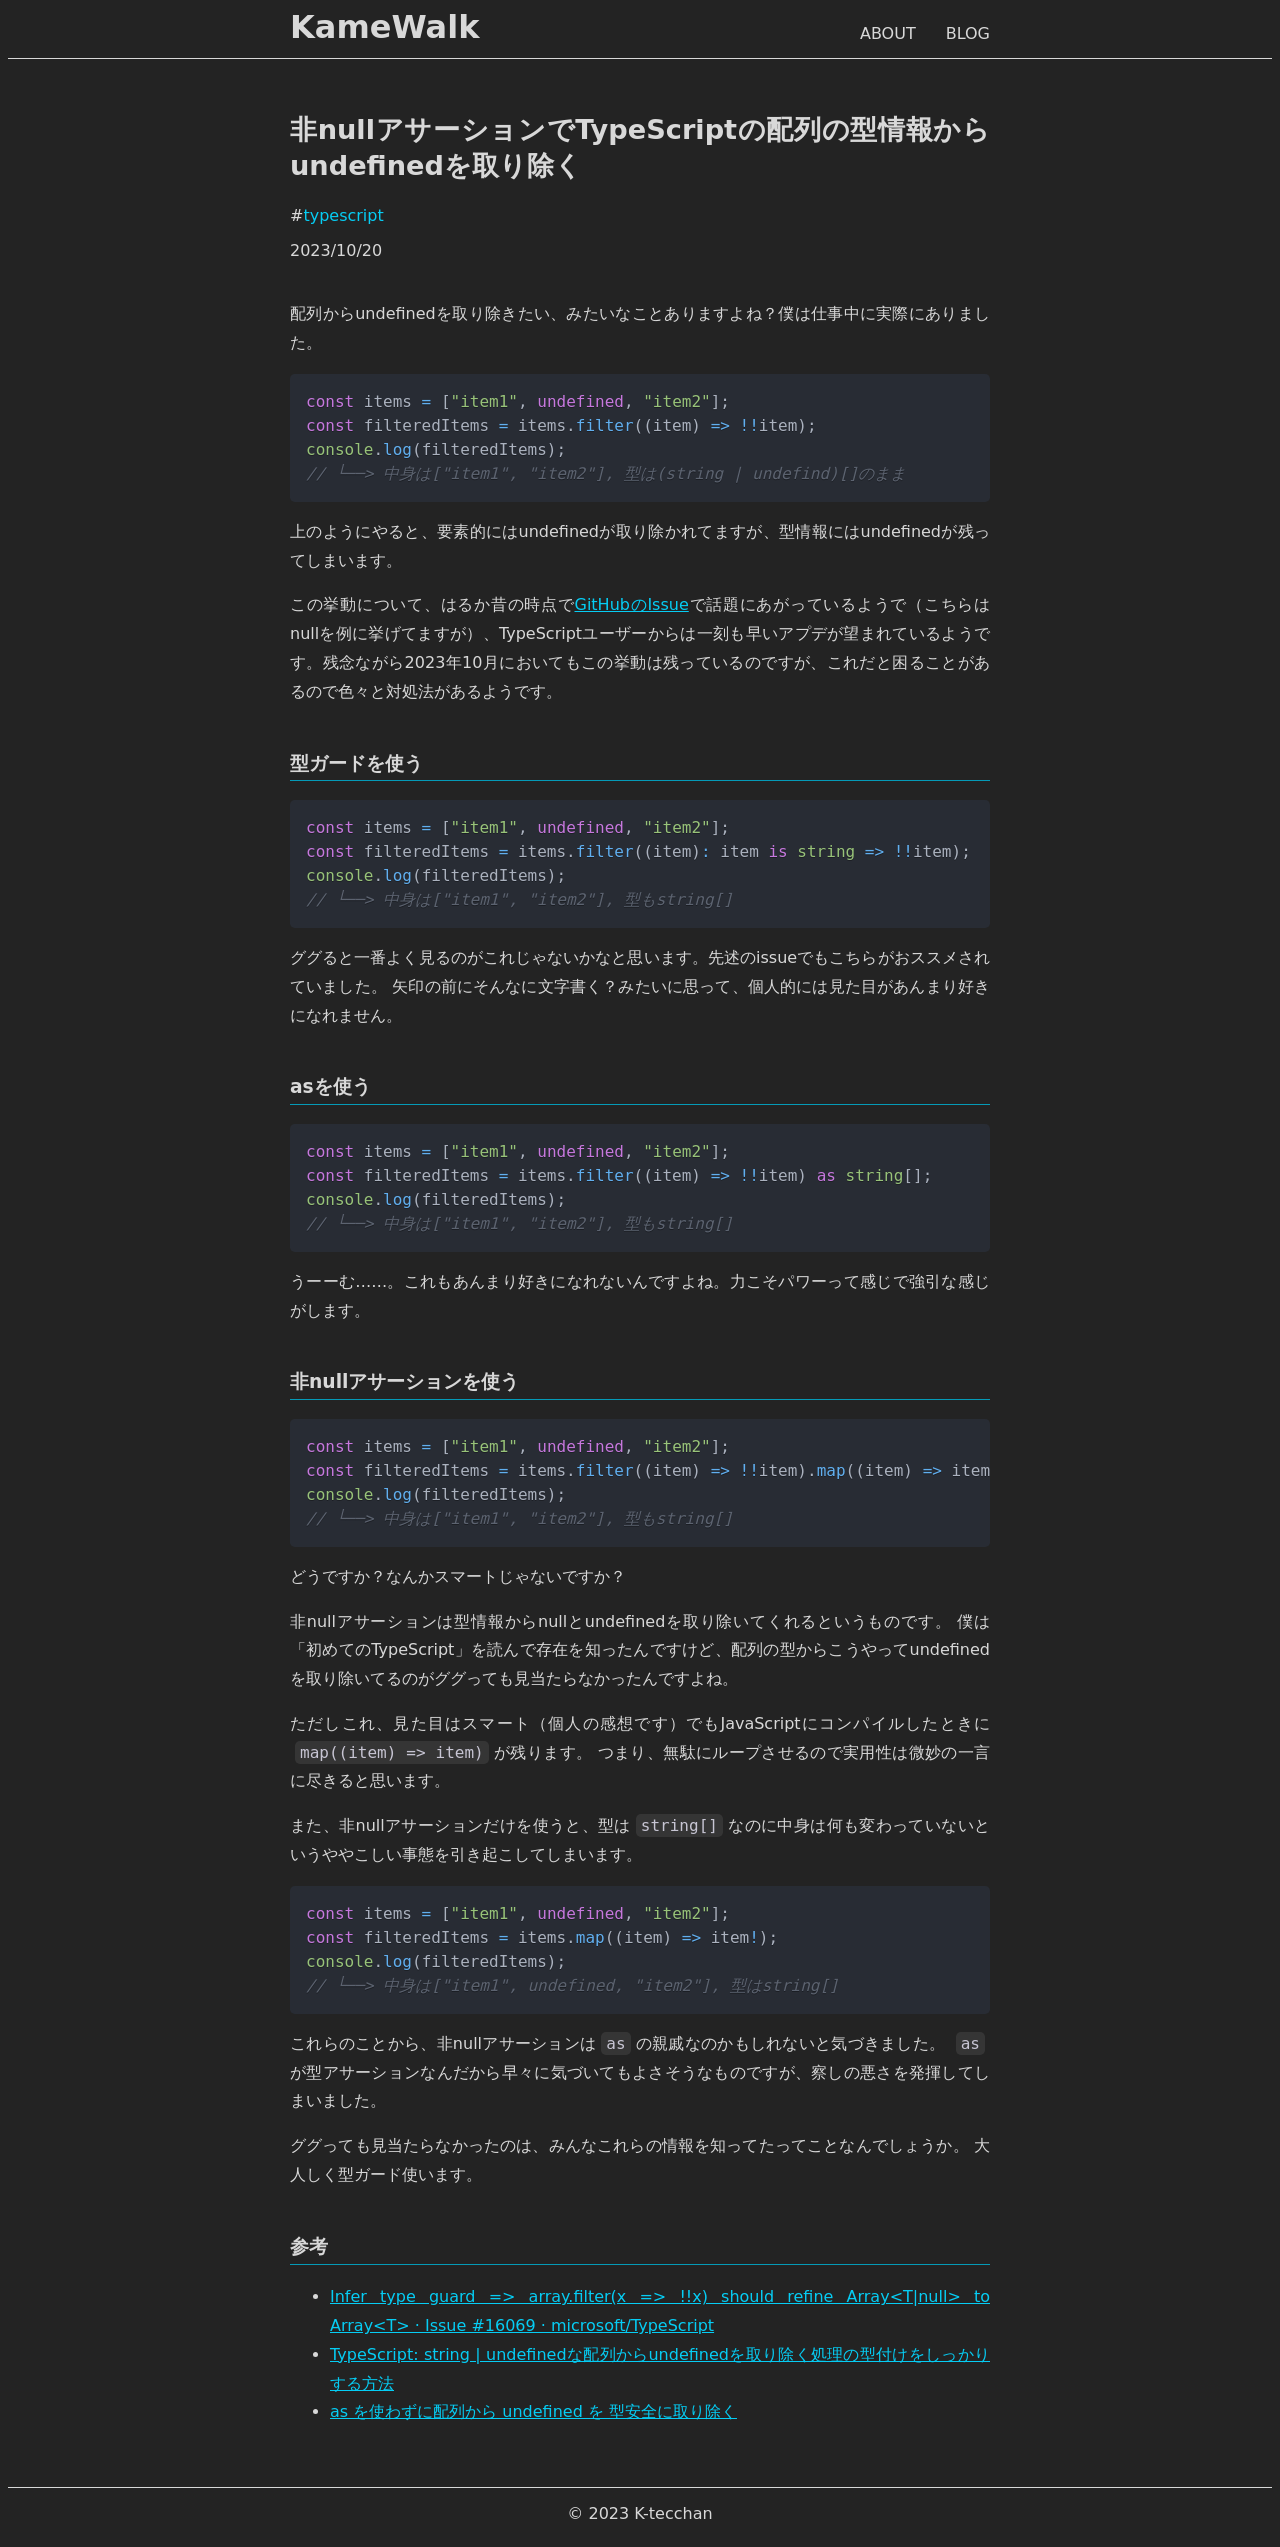 KameWalk
ABOUT BLOG
非nullアサーションでTypeScriptの配列の型情報から
undefinedを取り除く
#typescript
2023/10/20
配列からundefinedを取り除きたい、みたいなことありますよね？僕は仕事中に実際にありまし
た。
const items = ["item1", undefined, "item2"];
const filteredItems = items.filter((item) => !!item);
console.log(filteredItems);
// └──> 中身は["item1", "item2"], 型は(string | undefind)[]のまま
上のようにやると、要素的にはundefinedが取り除かれてますが、型情報にはundefinedが残っ
てしまいます。
この挙動について、はるか昔の時点でGitHubのIssueで話題にあがっているようで（こちらは
nullを例に挙げてますが）、TypeScriptユーザーからは一刻も早いアプデが望まれているようで
す。残念ながら2023年10月においてもこの挙動は残っているのですが、これだと困ることがあ
るので色々と対処法があるようです。
型ガードを使う
const items = ["item1", undefined, "item2"];
const filteredItems = items.filter((item): item is string => !!item);
console.log(filteredItems);
// └──> 中身は["item1", "item2"], 型もstring[]
ググると一番よく見るのがこれじゃないかなと思います。先述のissueでもこちらがおススメされ
ていました。 矢印の前にそんなに文字書く？みたいに思って、個人的には見た目があんまり好き
になれません。
asを使う
const items = ["item1", undefined, "item2"];
const filteredItems = items.filter((item) => !!item) as string[];
console.log(filteredItems);
// └──> 中身は["item1", "item2"], 型もstring[]
うーーむ……。これもあんまり好きになれないんですよね。力こそパワーって感じで強引な感じ
がします。
非nullアサーションを使う
const items = ["item1", undefined, "item2"];
const filteredItems = items.filter((item) => !!item).map((item) => item
console.log(filteredItems);
// └──> 中身は["item1", "item2"], 型もstring[]
どうですか？なんかスマートじゃないですか？
非nullアサーションは型情報からnullとundefinedを取り除いてくれるというものです。 僕は
「初めてのTypeScript」を読んで存在を知ったんですけど、配列の型からこうやってundefined
を取り除いてるのがググっても見当たらなかったんですよね。
ただしこれ、見た目はスマート（個人の感想です）でもJavaScriptにコンパイルしたときに
map((item) => item) が残ります。 つまり、無駄にループさせるので実用性は微妙の一言
に尽きると思います。
また、非nullアサーションだけを使うと、型は string[] なのに中身は何も変わっていないと
いうややこしい事態を引き起こしてしまいます。
const items = ["item1", undefined, "item2"];
const filteredItems = items.map((item) => item!);
console.log(filteredItems);
// └──> 中身は["item1", undefined, "item2"], 型はstring[]
これらのことから、非nullアサーションは as の親戚なのかもしれないと気づきました。 as
が型アサーションなんだから早々に気づいてもよさそうなものですが、察しの悪さを発揮してし
まいました。
ググっても見当たらなかったのは、みんなこれらの情報を知ってたってことなんでしょうか。 大
人しく型ガード使います。
参考
• Infer type guard => array.filter(x => !!x) should refine Array<T|null> to
Array<T> · Issue #16069 · microsoft/TypeScript
• TypeScript: string | undefinedな配列からundefinedを取り除く処理の型付けをしっかり
する方法
• as を使わずに配列から undefined を 型安全に取り除く
© 2023 K-tecchan